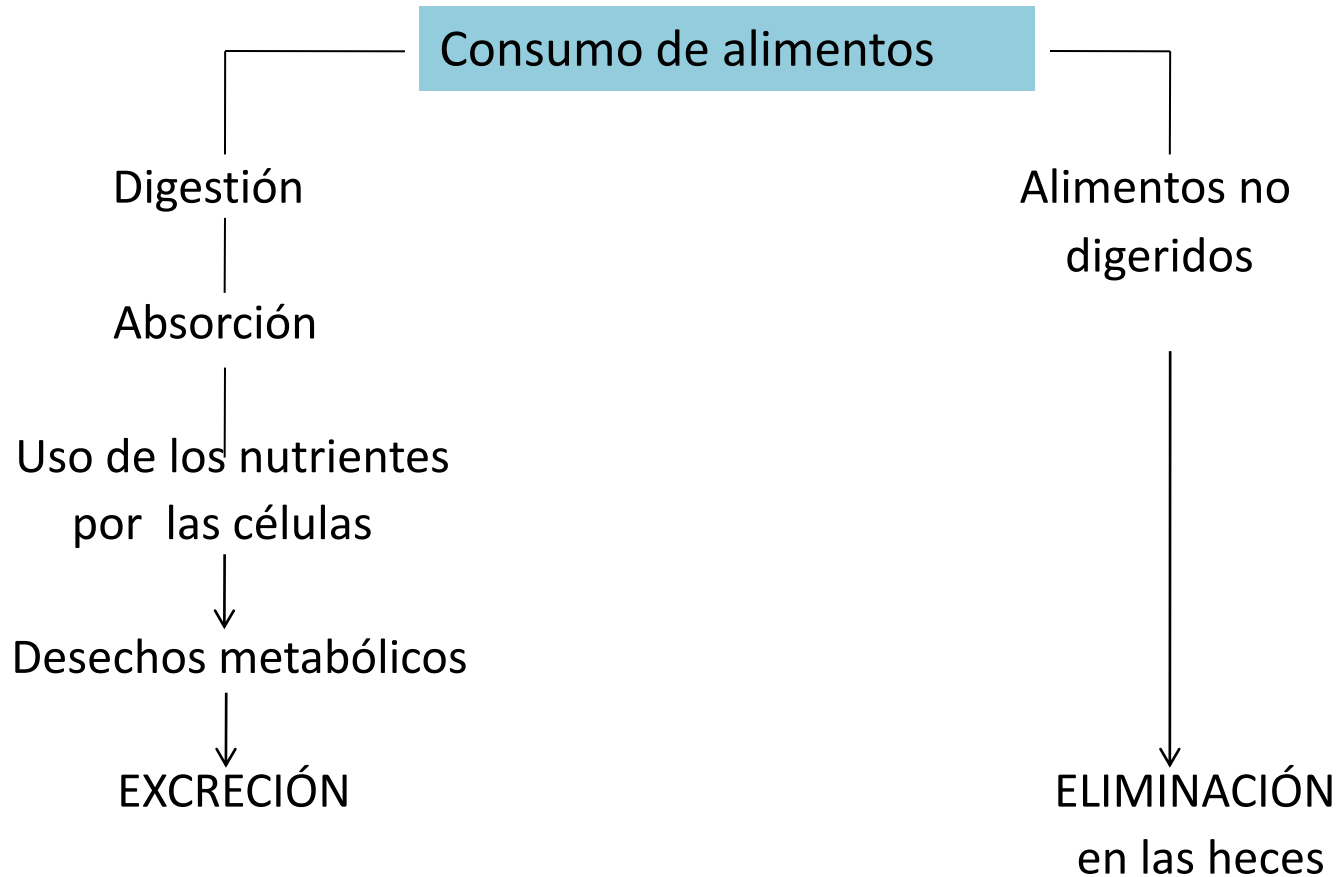 Consumo de alimentos
Digestión
Absorción
Uso de los nutrientes
por las células
Desechos metabólicos
EXCRECIÓN
Alimentos no
digeridos
ELIMINACIÓN
en las heces